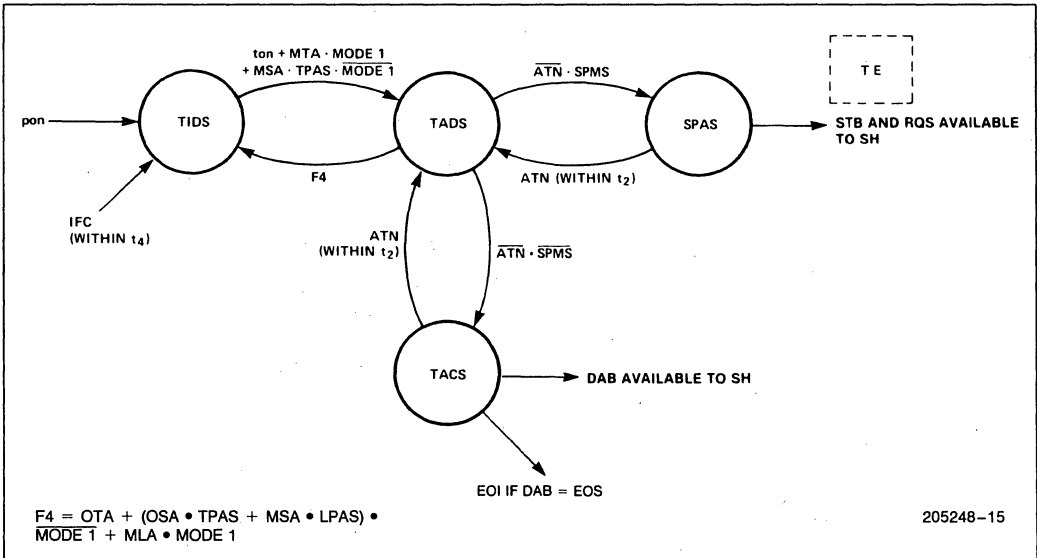 ton + MTA · MODE 1
+ MSA · TPAS · MODE 1
ATN · SPMS
TE
pon
TIDS
TADS
SPAS
STB AND RQS AVAILABLE
TO SH
F4
ATN (WITHIN t2)
IFC
(WITHIN t4)
ATN
(WITHIN t2)
ATN · SPMS
TACS
DAB AVAILABLE TO SH
EOI IF DAB = EOS
F4 = OTA + (OSA • TPAS + MSA • LPAS) •
MODE 1 + MLA • MODE 1
205248–15